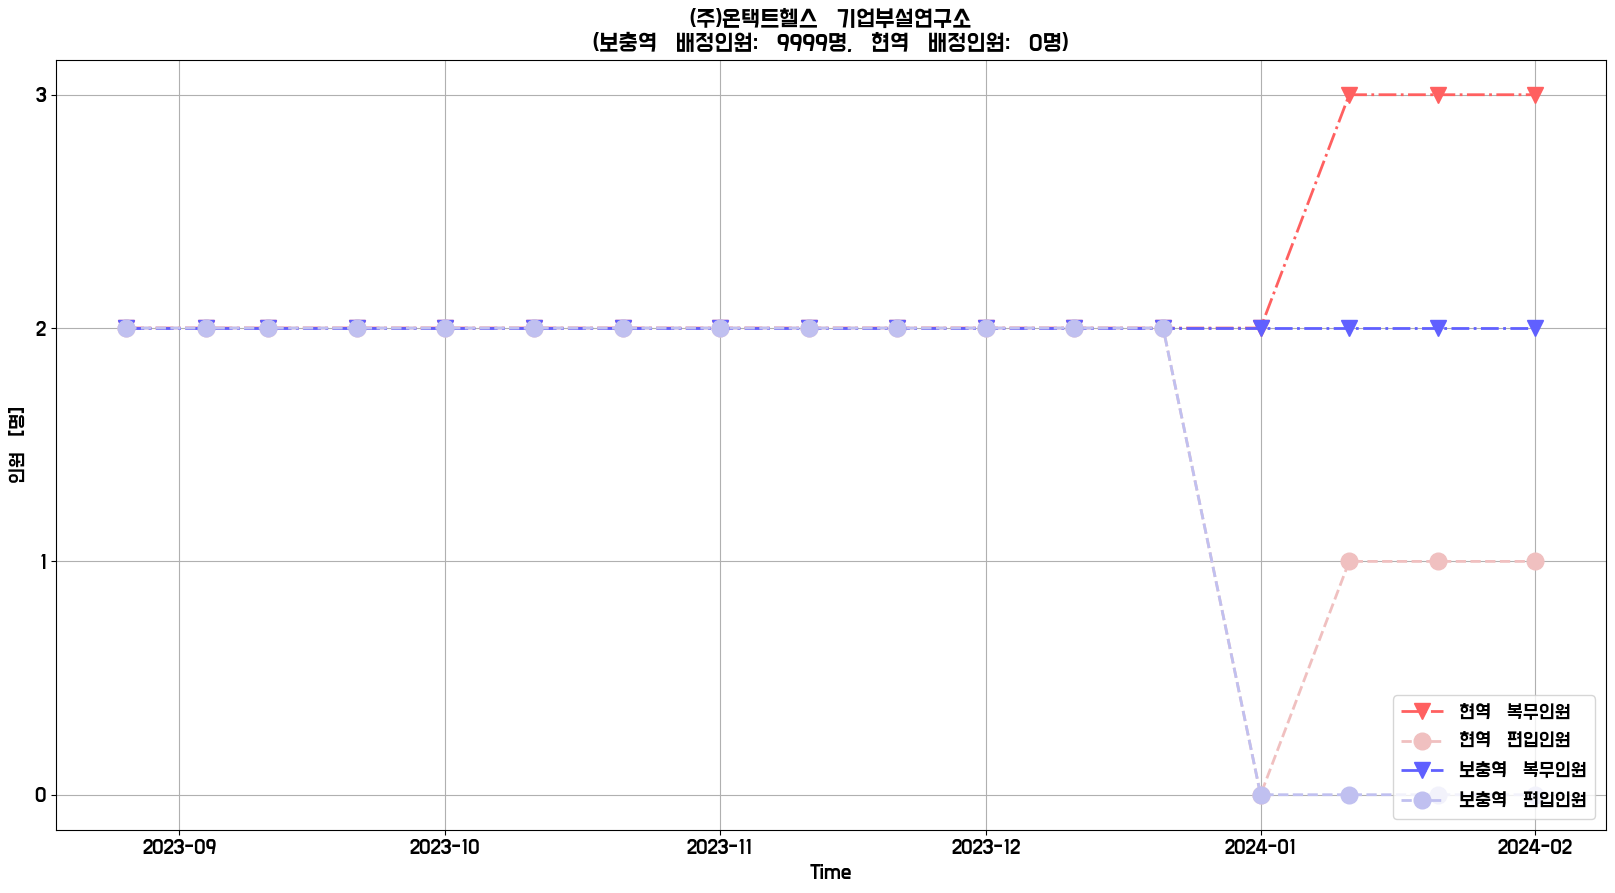 (주)온택트헬스 기업부설연구소
(보충역 배정인원: 9999명, 현역 배정인원: 0명)
3
2
1
0
인원 [명]
2023-09
2023-10
2023-11
2023-12
2024-01
2024-02
Time
현역 복무인원
현역 편입인원
보충역 복무인원
보충역 편입인원